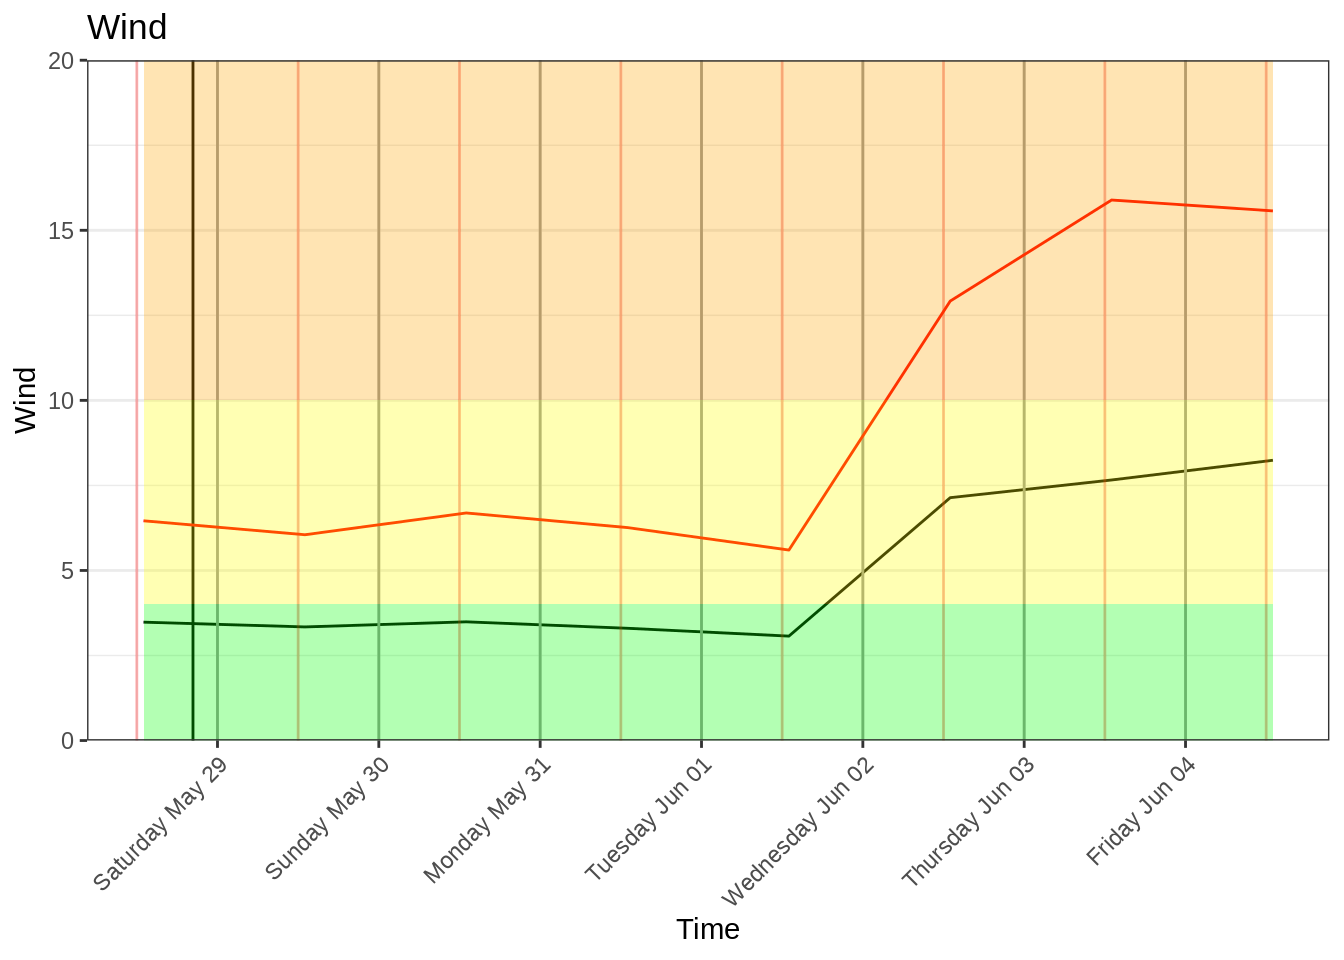 Wind
20
15
10
5
0
Wind
Saturday May 29
Sunday May 30
Monday May 31
Tuesday Jun 01
Wednesday Jun 02
Thursday Jun 03
Friday Jun 04
Time